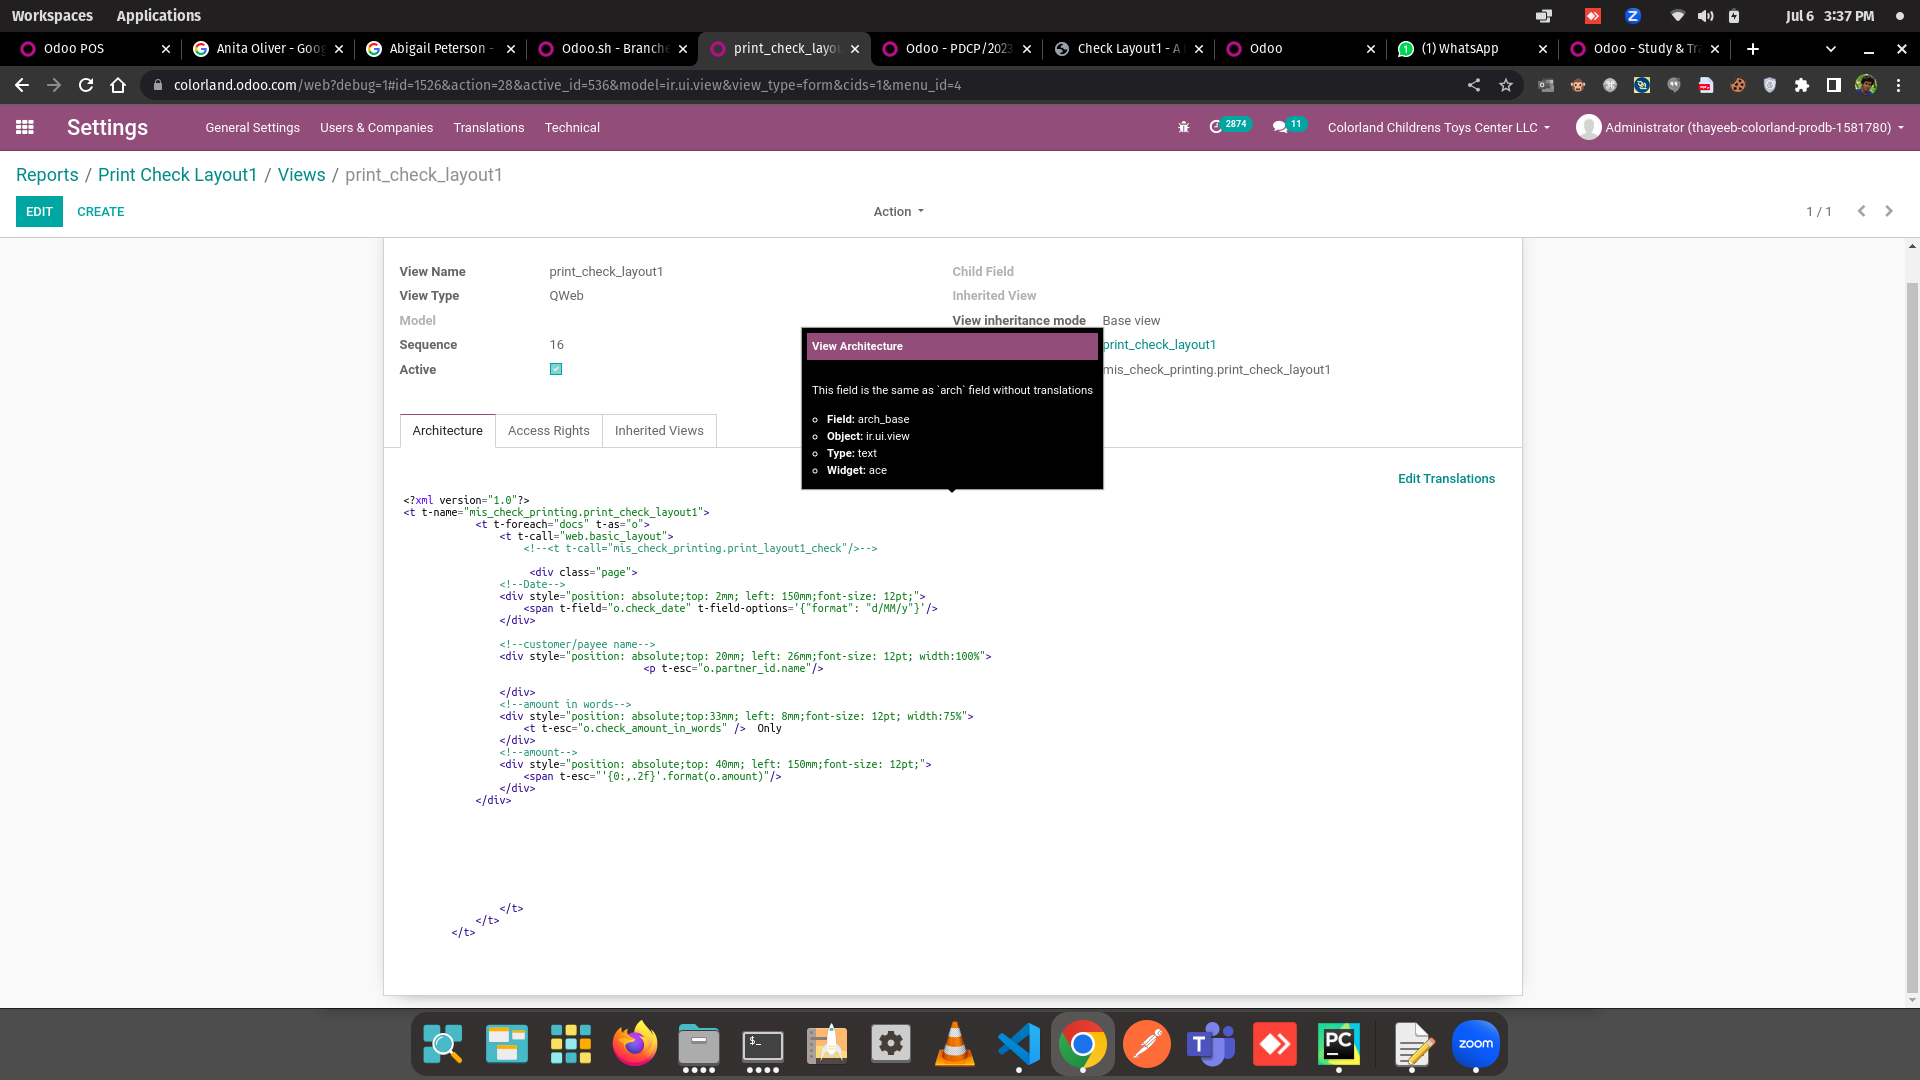 Workspaces Applications Jul 6 3:37 PM
Odoo POS Anita Oliver - Goo Abigail Peterson - Odoo.sh - Branche print_check_layou Odoo - PDCP/2023 Check Layout1 - A Odoo (1) WhatsApp Odoo - Study & Tra
colorland.odoo.com/web?debug=1#id=1526&action=28&active_id=536&model=ir.ui.view&view_type=form&cids=1&menu_id=4
Settings General Settings Users & Companies Translations Technical 2874 11 Colorland Childrens Toys Center LLC Administrator (thayeeb-colorland-prodb-1581780)
Reports / Print Check Layout1 / Views / print_check_layout1
EDIT CREATE Action 1 / 1
View Name print_check_layout1 Child Field
View Type QWeb Inherited View
Model View inheritance mode Base view
Sequence 16 print_check_layout1
Active mis_check_printing.print_check_layout1
View Architecture
This field is the same as `arch` field without translations
Field: arch_base
Object: ir.ui.view
Type: text
Widget: ace
Architecture Access Rights Inherited Views
Edit Translations
<?xml version="1.0"?>
<t t-name="mis_check_printing.print_check_layout1">
<t t-foreach="docs" t-as="o">
<t t-call="web.basic_layout">
<!--<t t-call="mis_check_printing.print_layout1_check"/>-->
<div class="page">
<!--Date-->
<div style="position: absolute;top: 2mm; left: 150mm;font-size: 12pt;">
<span t-field="o.check_date" t-field-options='{"format": "d/MM/y"}'/>
</div>
<!--customer/payee name-->
<div style="position: absolute;top: 20mm; left: 26mm;font-size: 12pt; width:100%">
<p t-esc="o.partner_id.name"/>
</div>
<!--amount in words-->
<div style="position: absolute;top:33mm; left: 8mm;font-size: 12pt; width:75%">
<t t-esc="o.check_amount_in_words" /> Only
</div>
<!--amount-->
<div style="position: absolute;top: 40mm; left: 150mm;font-size: 12pt;">
<span t-esc="'{0:,.2f}'.format(o.amount)"/>
</div>
</div>
</t>
</t>
</t>
$_ PC zoom